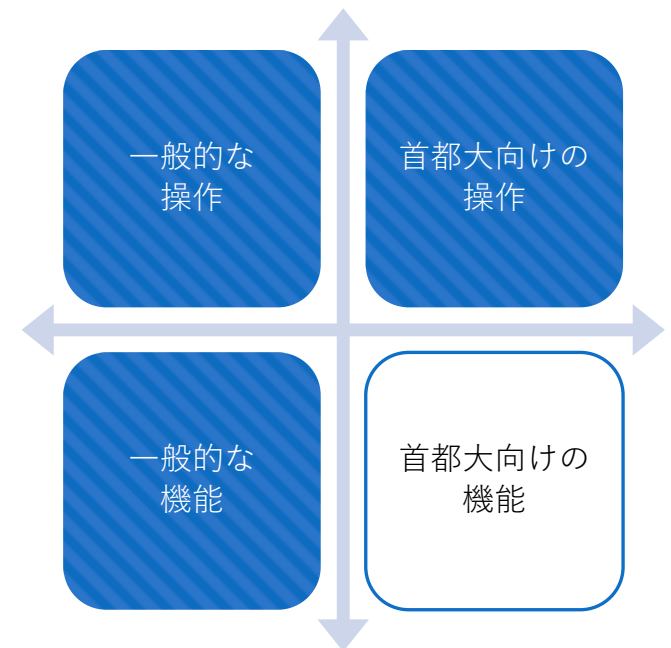 一般的な
操作
首都大向けの
操作
一般的な
機能
首都大向けの
機能